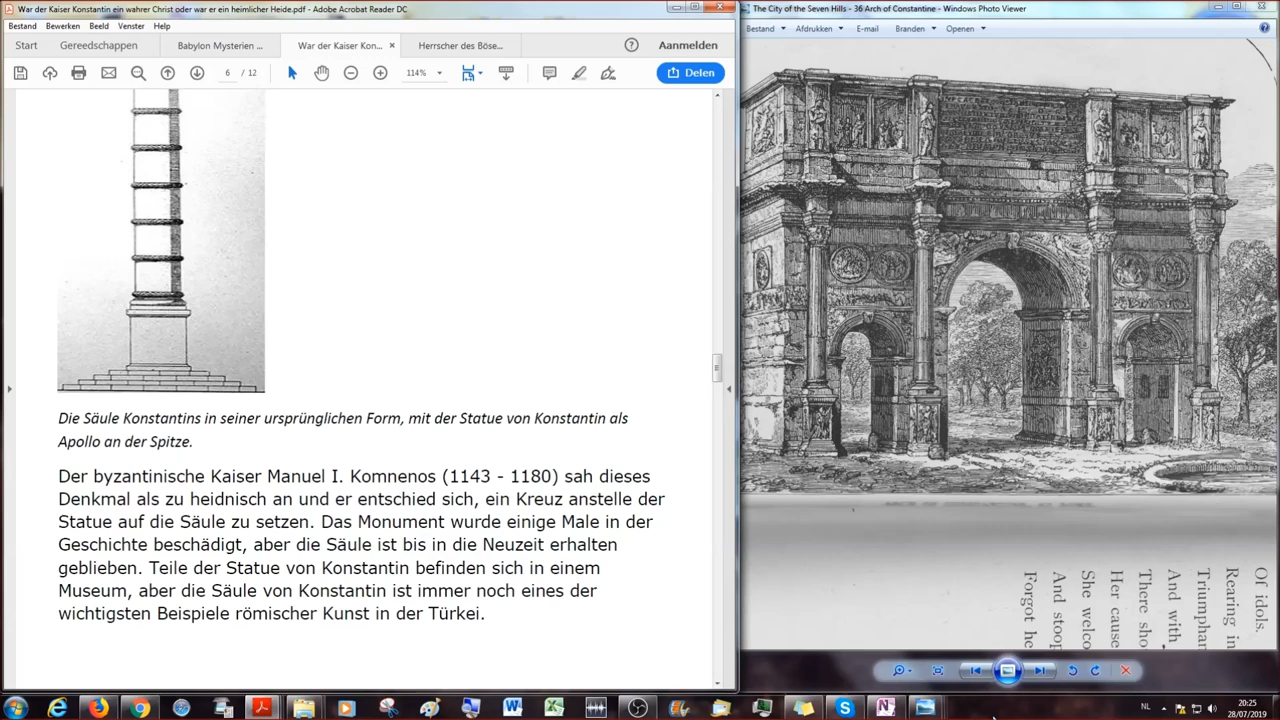 War der Kaiser Konstantin ein wahrer Christ oder war er ein heimlicher Heide.pdf - Adobe Acrobat Reader DC
Bestand Bewerken Beeld Venster Help
Start Gereedschappen Babylon Mysterien ... War der Kaiser Kon... × Herrscher des Böse... Aanmelden
6 / 12 114% Delen
Die Säule Konstantins in seiner ursprünglichen Form, mit der Statue von Konstantin als
Apollo an der Spitze.
Der byzantinische Kaiser Manuel I. Komnenos (1143 - 1180) sah dieses
Denkmal als zu heidnisch an und er entschied sich, ein Kreuz anstelle der
Statue auf die Säule zu setzen. Das Monument wurde einige Male in der
Geschichte beschädigt, aber die Säule ist bis in die Neuzeit erhalten
geblieben. Teile der Statue von Konstantin befinden sich in einem
Museum, aber die Säule von Konstantin ist immer noch eines der
wichtigsten Beispiele römischer Kunst in der Türkei.
The City of the Seven Hills - 36 Arch of Constantine - Windows Photo Viewer
Bestand Afdrukken E-mail Branden Openen
Of idols.
Rearing in
Triumphar
And with
There sho
Her cause
She welco
And stoop
Forgot he
NL
20:25
28/07/2019